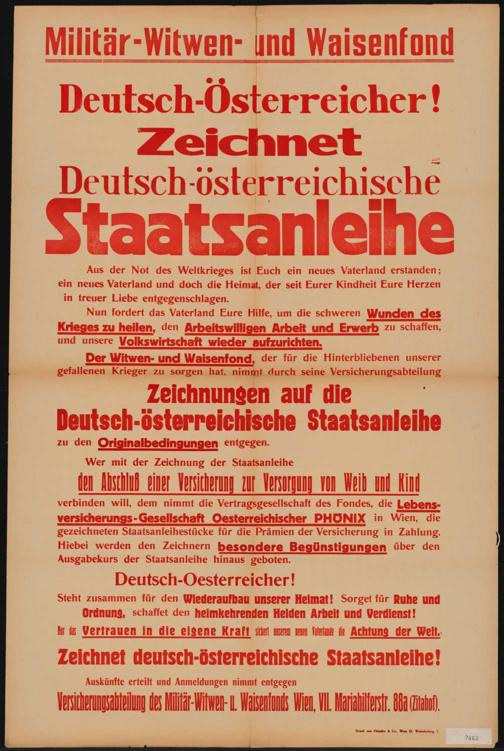 Militär-Witwen- und Waisenfond
Deutsch-Österreicher!
Zeichnet
Deutsch-österreichische
Staatsanleihe
Aus der Not des Weltkrieges ist Euch ein neues Vaterland erstanden;
ein neues Vaterland und doch die Heimat, der seit Eurer Kindheit Eure Herzen
in treuer Liebe entgegenschlagen.
Nun fordert das Vaterland Eure Hilfe, um die schweren Wunden des
Krieges zu heilen, den Arbeitswilligen Arbeit und Erwerb zu schaffen,
und unsere Volkswirtschaft wieder aufzurichten.
Der Witwen- und Waisenfond, der für die Hinterbliebenen unserer
gefallenen Krieger zu sorgen hat, nimmt durch seine Versicherungsabteilung
Zeichnungen auf die
Deutsch-österreichische Staatsanleihe
zu den Originalbedingungen entgegen.
Wer mit der Zeichnung der Staatsanleihe
den Abschluß einer Versicherung zur Versorgung von Weib und Kind
verbinden will, dem nimmt die Vertragsgesellschaft des Fondes, die Lebens-
versicherungs-Gesellschaft Oesterreichischer PHÖNIX in Wien, die
gezeichneten Staatsanleihestücke für die Prämien der Versicherung in Zahlung.
Hiebei werden den Zeichnern besondere Begünstigungen über den
Ausgabekurs der Staatsanleihe hinaus geboten.
Deutsch-Oesterreicher!
Steht zusammen für den Wiederaufbau unserer Heimat! Sorget für Ruhe und
Ordnung, schaffet den heimkehrenden Helden Arbeit und Verdienst!
Nur das Vertrauen in die eigene Kraft sichert unserem neuen Vaterlande die Achtung der Welt.
Zeichnet deutsch-österreichische Staatsanleihe!
Auskünfte erteilt und Anmeldungen nimmt entgegen
Versicherungsabteilung des Militär-Witwen- u. Waisenfonds Wien, VII. Mariahilferstr. 88a (Zitahof).